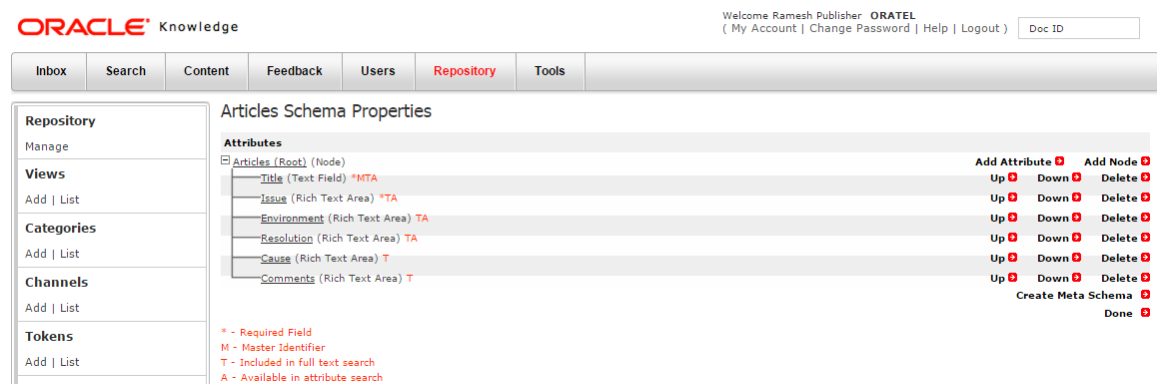 ORACLE Knowledge
Welcome Ramesh Publisher ORATEL
( My Account | Change Password | Help | Logout ) Doc ID
Inbox Search Content Feedback Users Repository Tools
Repository
Manage
Views
Add | List
Categories
Add | List
Channels
Add | List
Tokens
Add | List
Articles Schema Properties
Attributes
Articles (Root) (Node) Add Attribute Add Node
Title (Text Field) *MTA Up Down Delete
Issue (Rich Text Area) *TA Up Down Delete
Environment (Rich Text Area) TA Up Down Delete
Resolution (Rich Text Area) TA Up Down Delete
Cause (Rich Text Area) T Up Down Delete
Comments (Rich Text Area) T Up Down Delete
Create Meta Schema
Done
* - Required Field
M - Master Identifier
T - Included in full text search
A - Available in attribute search